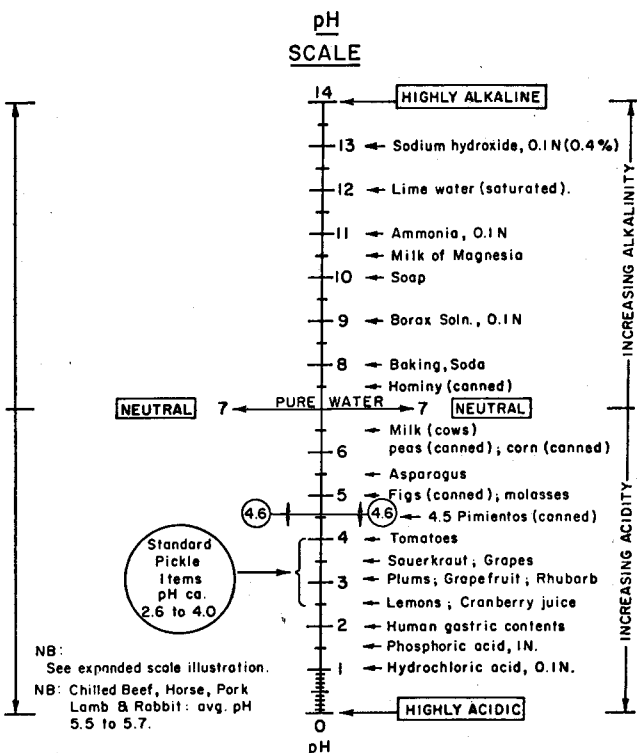 pH
SCALE
14
HIGHLY ALKALINE
13
Sodium hydroxide, 0.1 N (0.4%)
12
Lime water (saturated).
11
Ammonia, 0.1 N
Milk of Magnesia
10
Soap
9
Borax Soln., 0.1 N
8
Baking, Soda
Hominy (canned)
INCREASING ALKALINITY
NEUTRAL
7
PURE WATER
7
NEUTRAL
Milk (cows)
6
peas (canned); corn (canned)
Asparagus
5
Figs (canned); molasses
4.6
4.6
4.5 Pimientos (canned)
4
Tomatoes
Standard
Pickle
Items
pH ca.
2.6 to 4.0
Sauerkraut; Grapes
3
Plums; Grapefruit; Rhubarb
Lemons; Cranberry juice
2
Human gastric contents
Phosphoric acid, 1N.
1
Hydrochloric acid, 0.1N.
INCREASING ACIDITY
NB:
See expanded scale illustration.
NB: Chilled Beef, Horse, Pork
Lamb & Rabbit: avg. pH
5.5 to 5.7.
HIGHLY ACIDIC
0
pH